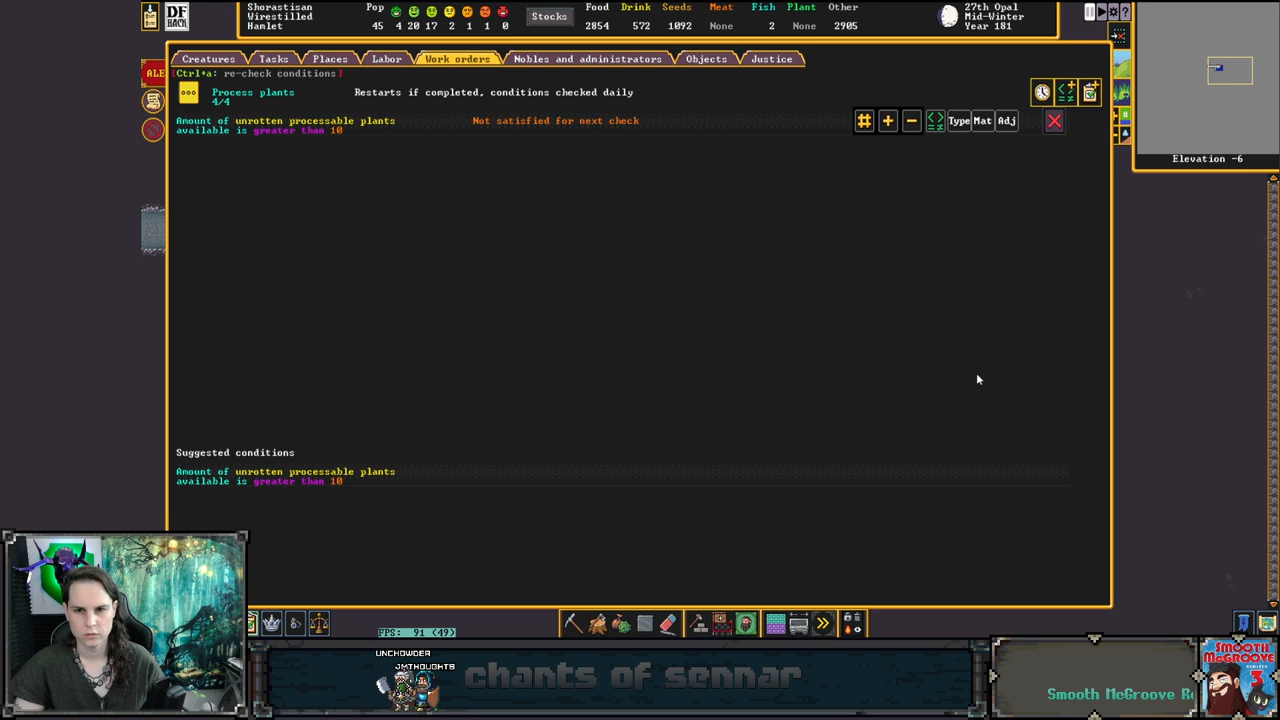 Shorastisan
Wirestilled
Hamlet
Pop
45 4 20 17 2 1 1 0
Stocks
Food Drink Seeds Meat Fish Plant Other
2854 572 1092 None 2 None 2905
27th Opal
Mid-Winter
Year 181
DF
HACK
Creatures Tasks Places Labor Work orders Nobles and administrators Objects Justice
[Ctrl+a: re-check conditions]
ALE
Process plants
4/4
Restarts if completed, conditions checked daily
Amount of unrotten processable plants
available is greater than 10
Not satisfied for next check
Type Mat Adj
Elevation -6
Suggested conditions
Amount of unrotten processable plants
available is greater than 10
FPS: 91 (49)
UNCHOWDER
JMTHOUGHTS
chants of sennar
Smooth McGroove R
SMOOTH
McGROOVE
3